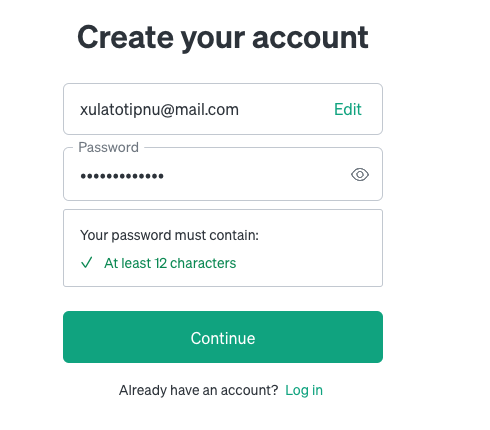 Create your account
xulatotipnu@mail.com Edit
Password
•••••••••••••
Your password must contain:
✓ At least 12 characters
Continue
Already have an account? Log in